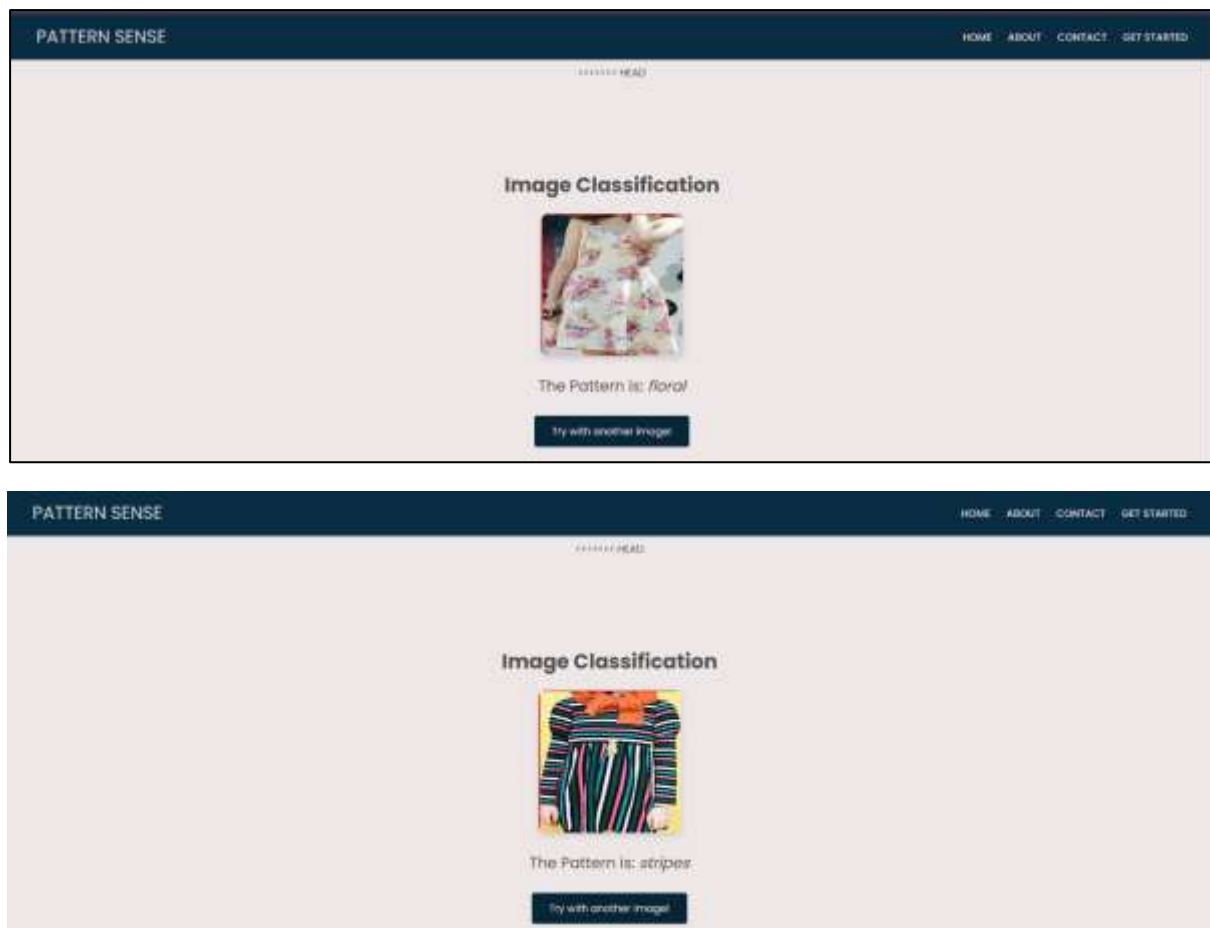 PATTERN SENSE HOME ABOUT CONTACT GET STARTED
<<<<<<< HEAD
Image Classification
The Pattern is: floral
Try with another image!
PATTERN SENSE HOME ABOUT CONTACT GET STARTED
<<<<<<< HEAD
Image Classification
The Pattern is: stripes
Try with another image!